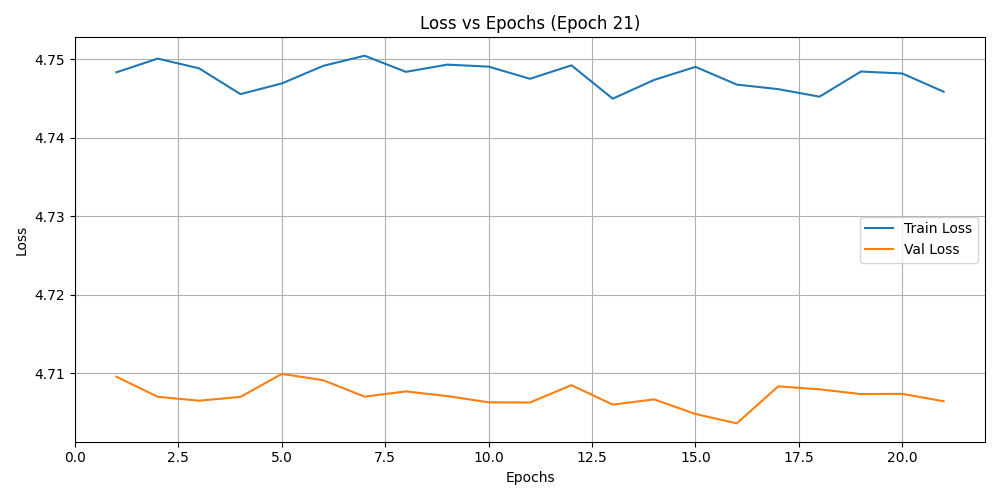 Loss vs Epochs (Epoch 21)
4.75
4.74
4.73
4.72
4.71
Loss
Train Loss
Val Loss
0.0 2.5 5.0 7.5 10.0 12.5 15.0 17.5 20.0
Epochs